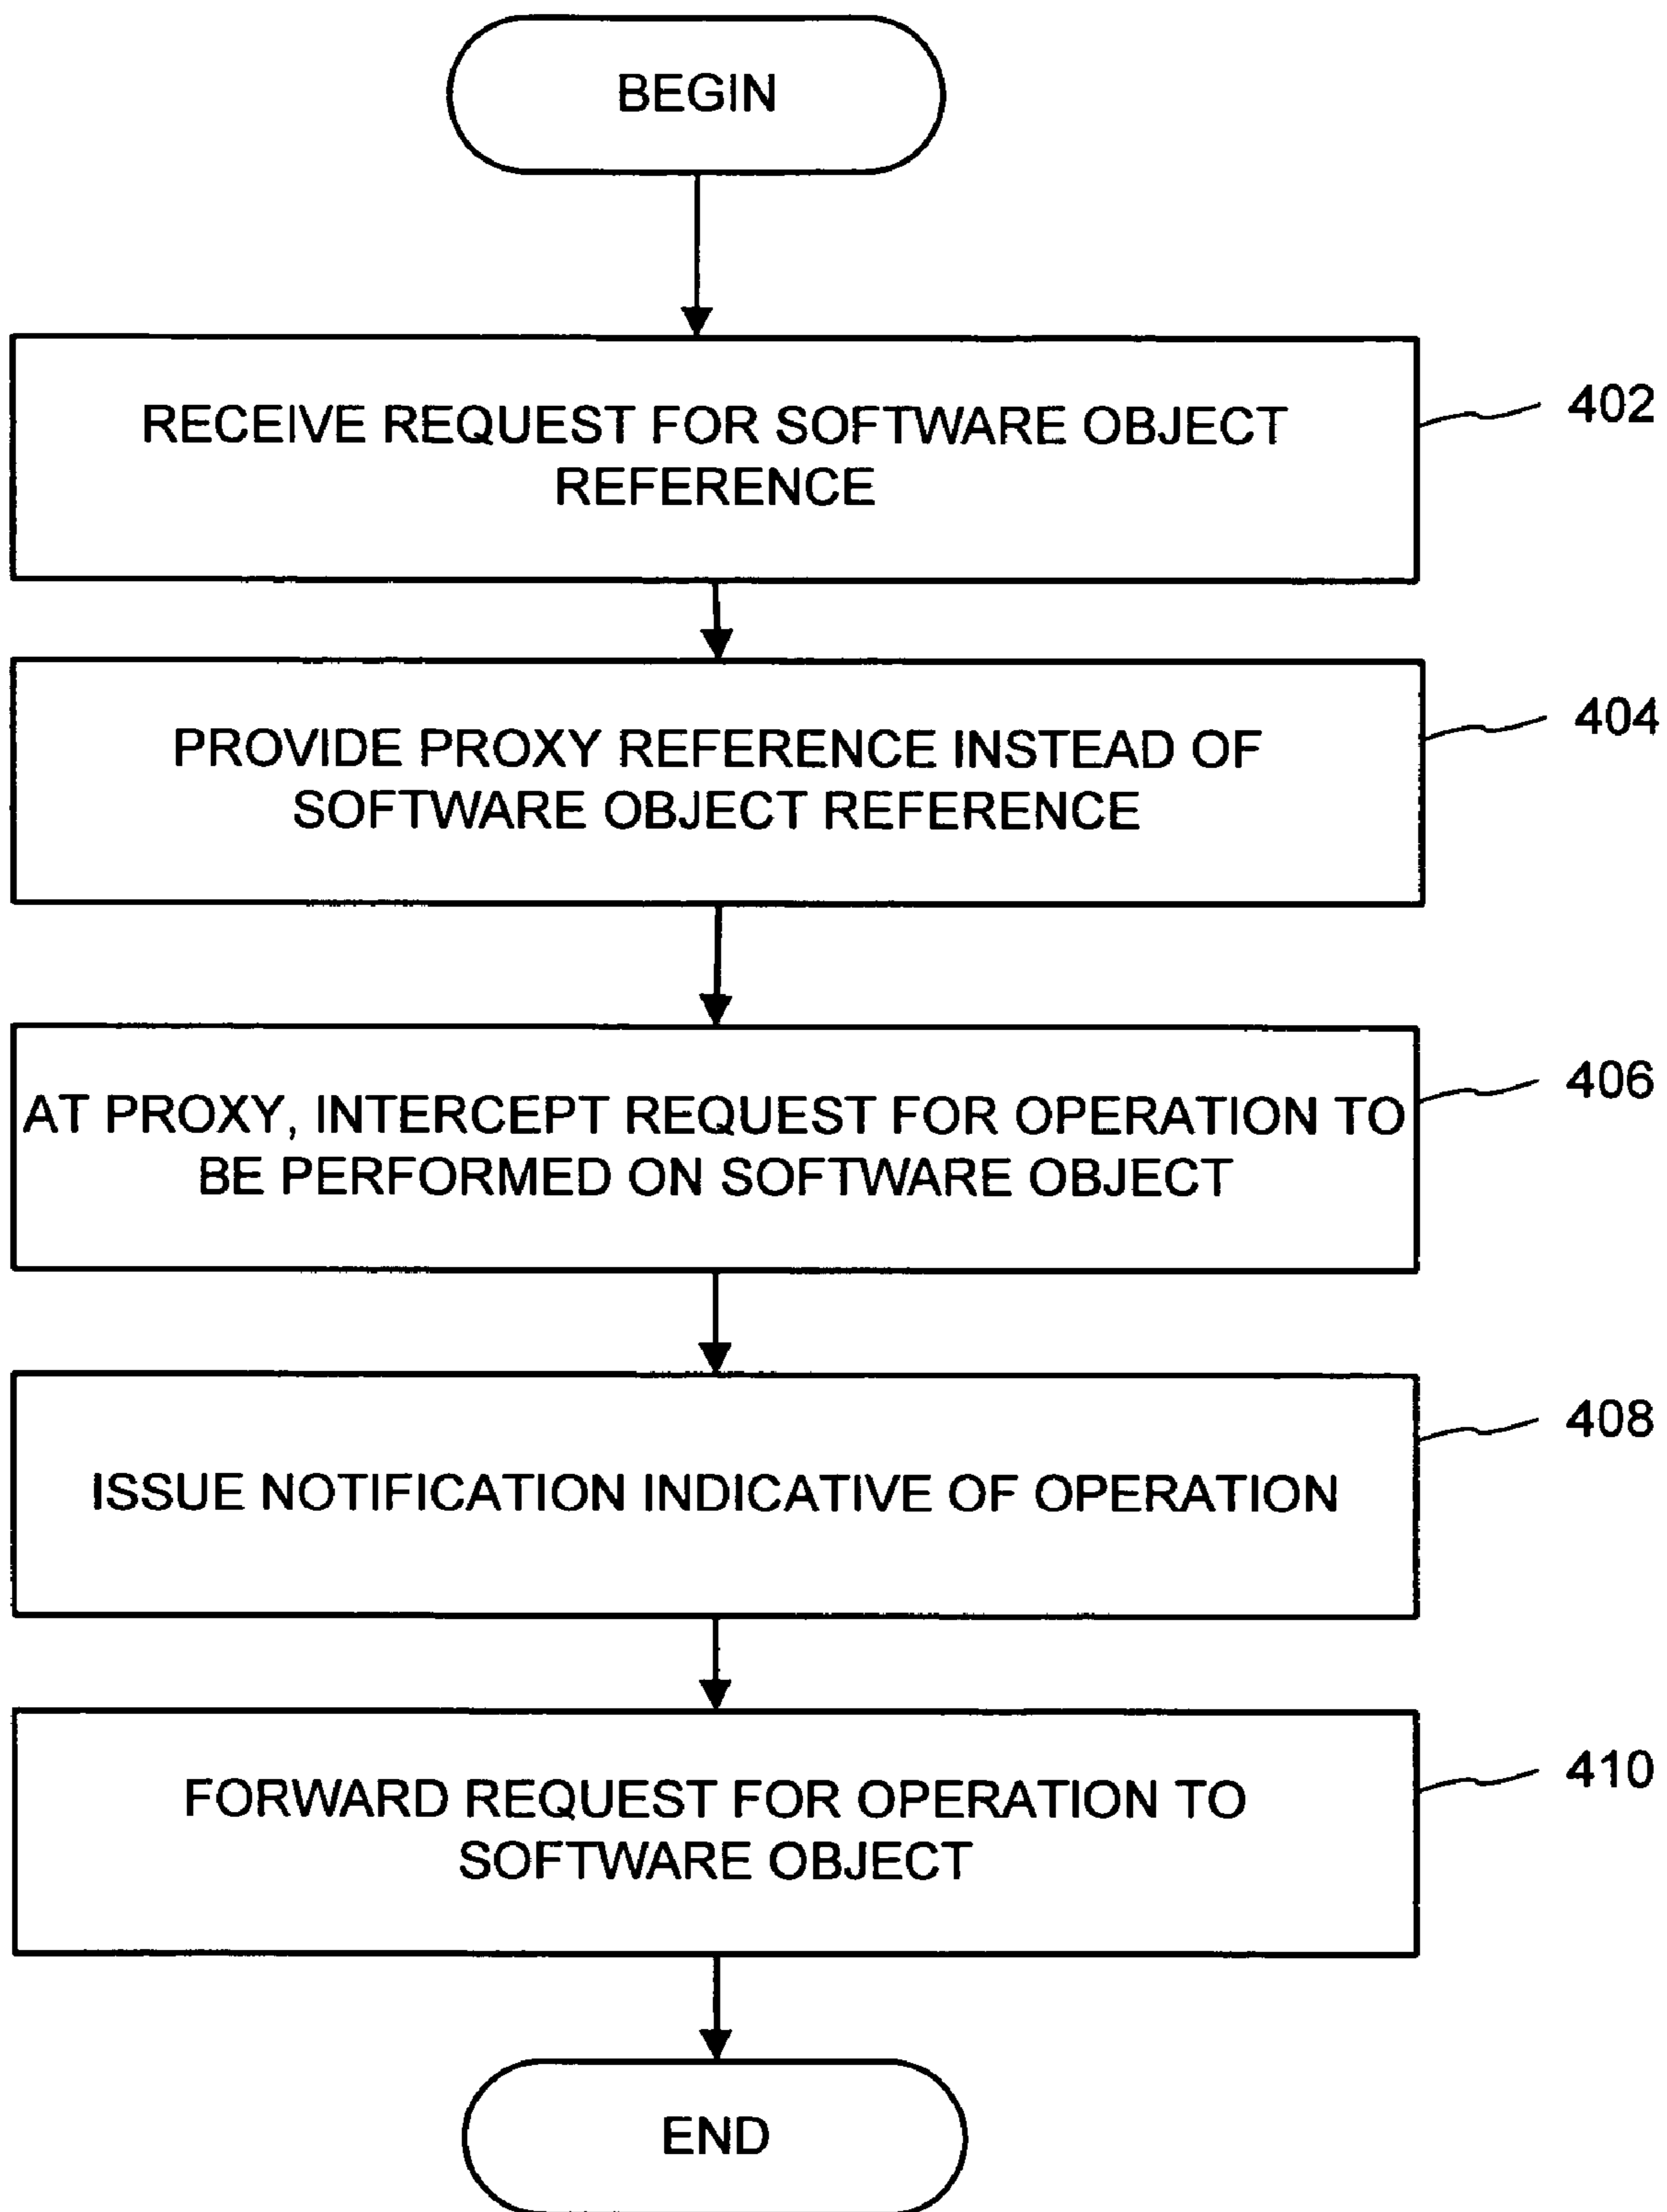 BEGIN
RECEIVE REQUEST FOR SOFTWARE OBJECT
REFERENCE
402
PROVIDE PROXY REFERENCE INSTEAD OF
SOFTWARE OBJECT REFERENCE
404
AT PROXY, INTERCEPT REQUEST FOR OPERATION TO
BE PERFORMED ON SOFTWARE OBJECT
406
ISSUE NOTIFICATION INDICATIVE OF OPERATION
408
FORWARD REQUEST FOR OPERATION TO
SOFTWARE OBJECT
410
END